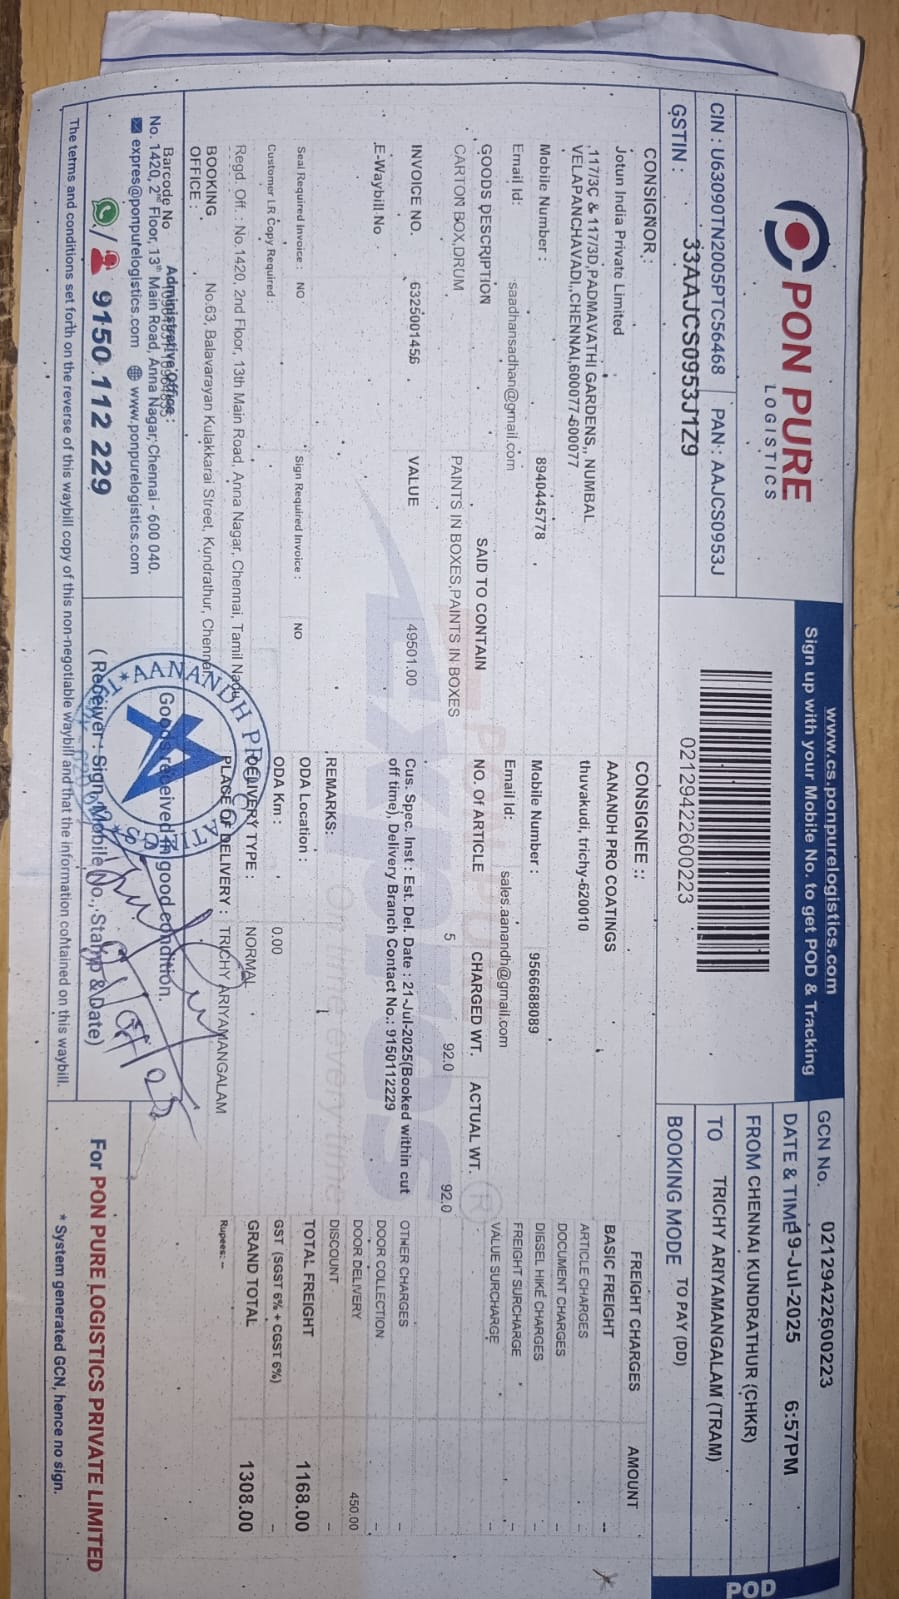 PON PURE
LOGISTICS
CIN : U63090TN2005PTC56468 PAN : AAJCS0953J
GSTIN : 33AAJCS0953J1Z9
www.cs.ponpurelogistics.com
Sign up with your Mobile No. to get POD & Tracking
02129422600223
GCN No. 02129422600223
DATE & TIME 19-Jul-2025 6:57PM
FROM CHENNAI KUNDRATHUR (CHKR)
TO TRICHY ARIYAMANGALAM (TRAM)
BOOKING MODE TO PAY (DD)
POD
CONSIGNOR :
Jotun India Private Limited
,117/3C & 117/3D,PADMAVATHI GARDENS,, NUMBAL
VELAPANCHAVADI,,CHENNAI,600077-600077
Mobile Number : 8940445778
Email Id: saadhansadhan@gmail.com
CONSIGNEE ::
AANANDH PRO COATINGS
thuvakudi, trichy-620010
Mobile Number : 9566688089
Email Id: sales.aanandh@gmail.com
GOODS DESCRIPTION SAID TO CONTAIN NO. Of ARTICLE CHARGED WT. ACTUAL WT.
CARTON BOX,DRUM PAINTS IN BOXES,PAINTS IN BOXES 5 92.0 92.0
INVOICE NO. 6325001456 VALUE 49501.00
E-Waybill No
Cus. Spec. Inst : Est. Del. Date : 21-Jul-2025(Booked within cut
off time), Delivery Branch Contact No.: 9150112229
REMARKS:
Seal Required Invoice : NO Sign Required Invoice : NO
ODA Location :
Customer LR Copy Required :
ODA Km : 0.00
Regd. Off. : No.1420, 2nd Floor, 13th Main Road, Anna Nagar, Chennai, Tamil Nadu
DELIVERY TYPE : NORMAL
BOOKING
OFFICE : No.63, Balavarayan Kulakkarai Street, Kundrathur, Chennai
PLACE OF DELIVERY : TRICHY ARIYAMANGALAM
FREIGHT CHARGES AMOUNT
BASIC FREIGHT --
ARTICLE CHARGES –
DOCUMENT CHARGES
DIESEL HIKE CHARGES –
FREIGHT SURCHARGE –
VALUE SURCHARGE –
OTHER CHARGES –
DOOR COLLECTION –
DOOR DELIVERY 450.00
DISCOUNT –
TOTAL FREIGHT 1168.00
GST (SGST 6% + CGST 6%) –
GRAND TOTAL 1308.00
Rupees: –
Barcode No
Administrative Office :
No. 1420, 2nd Floor, 13th Main Road, Anna Nagar, Chennai - 600 040.
expres@ponpurelogistics.com www.ponpurelogistics.com
9150 112 229
Goods received in good condition.
( Receiver : Sign, Mobile No., Stamp & Date)
The terms and conditions set forth on the reverse of this waybill copy of this non-negotiable waybill and that the information contained on this waybill.
For PON PURE LOGISTICS PRIVATE LIMITED
* System generated GCN, hence no sign.